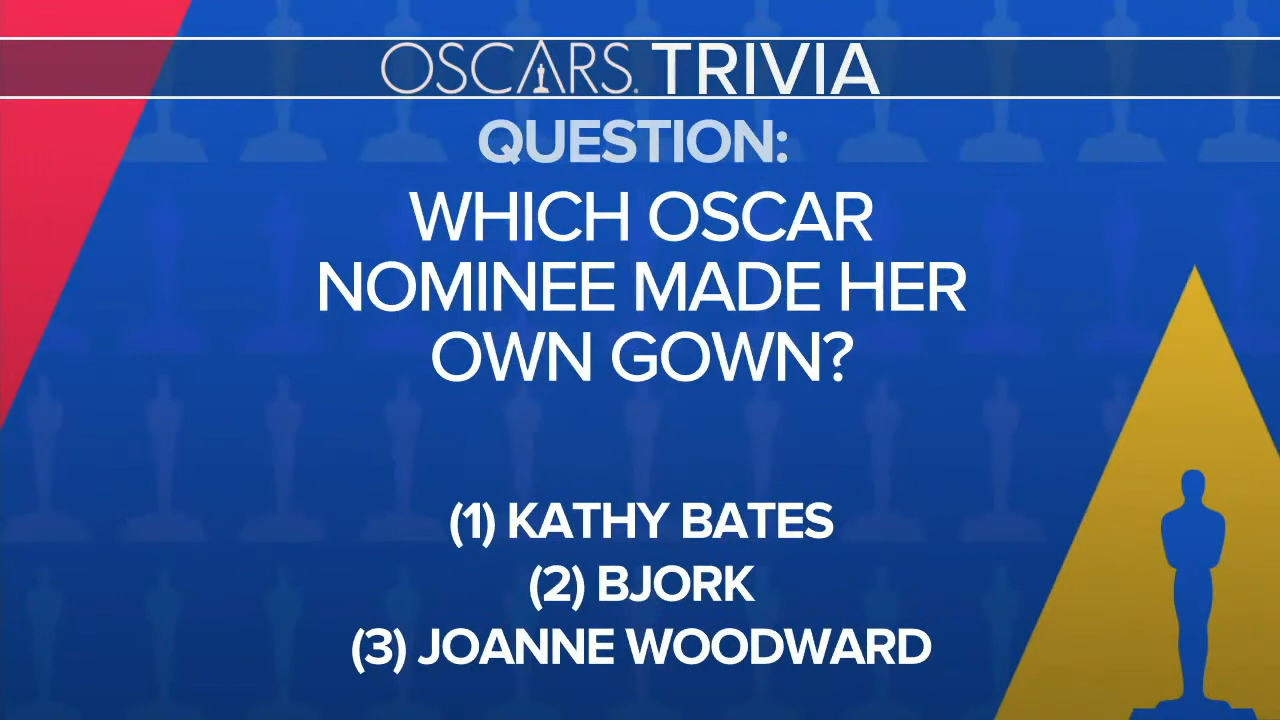 OSCARS. TRIVIA
QUESTION:
WHICH OSCAR
NOMINEE MADE HER
OWN GOWN?
(1) KATHY BATES
(2) BJORK
(3) JOANNE WOODWARD